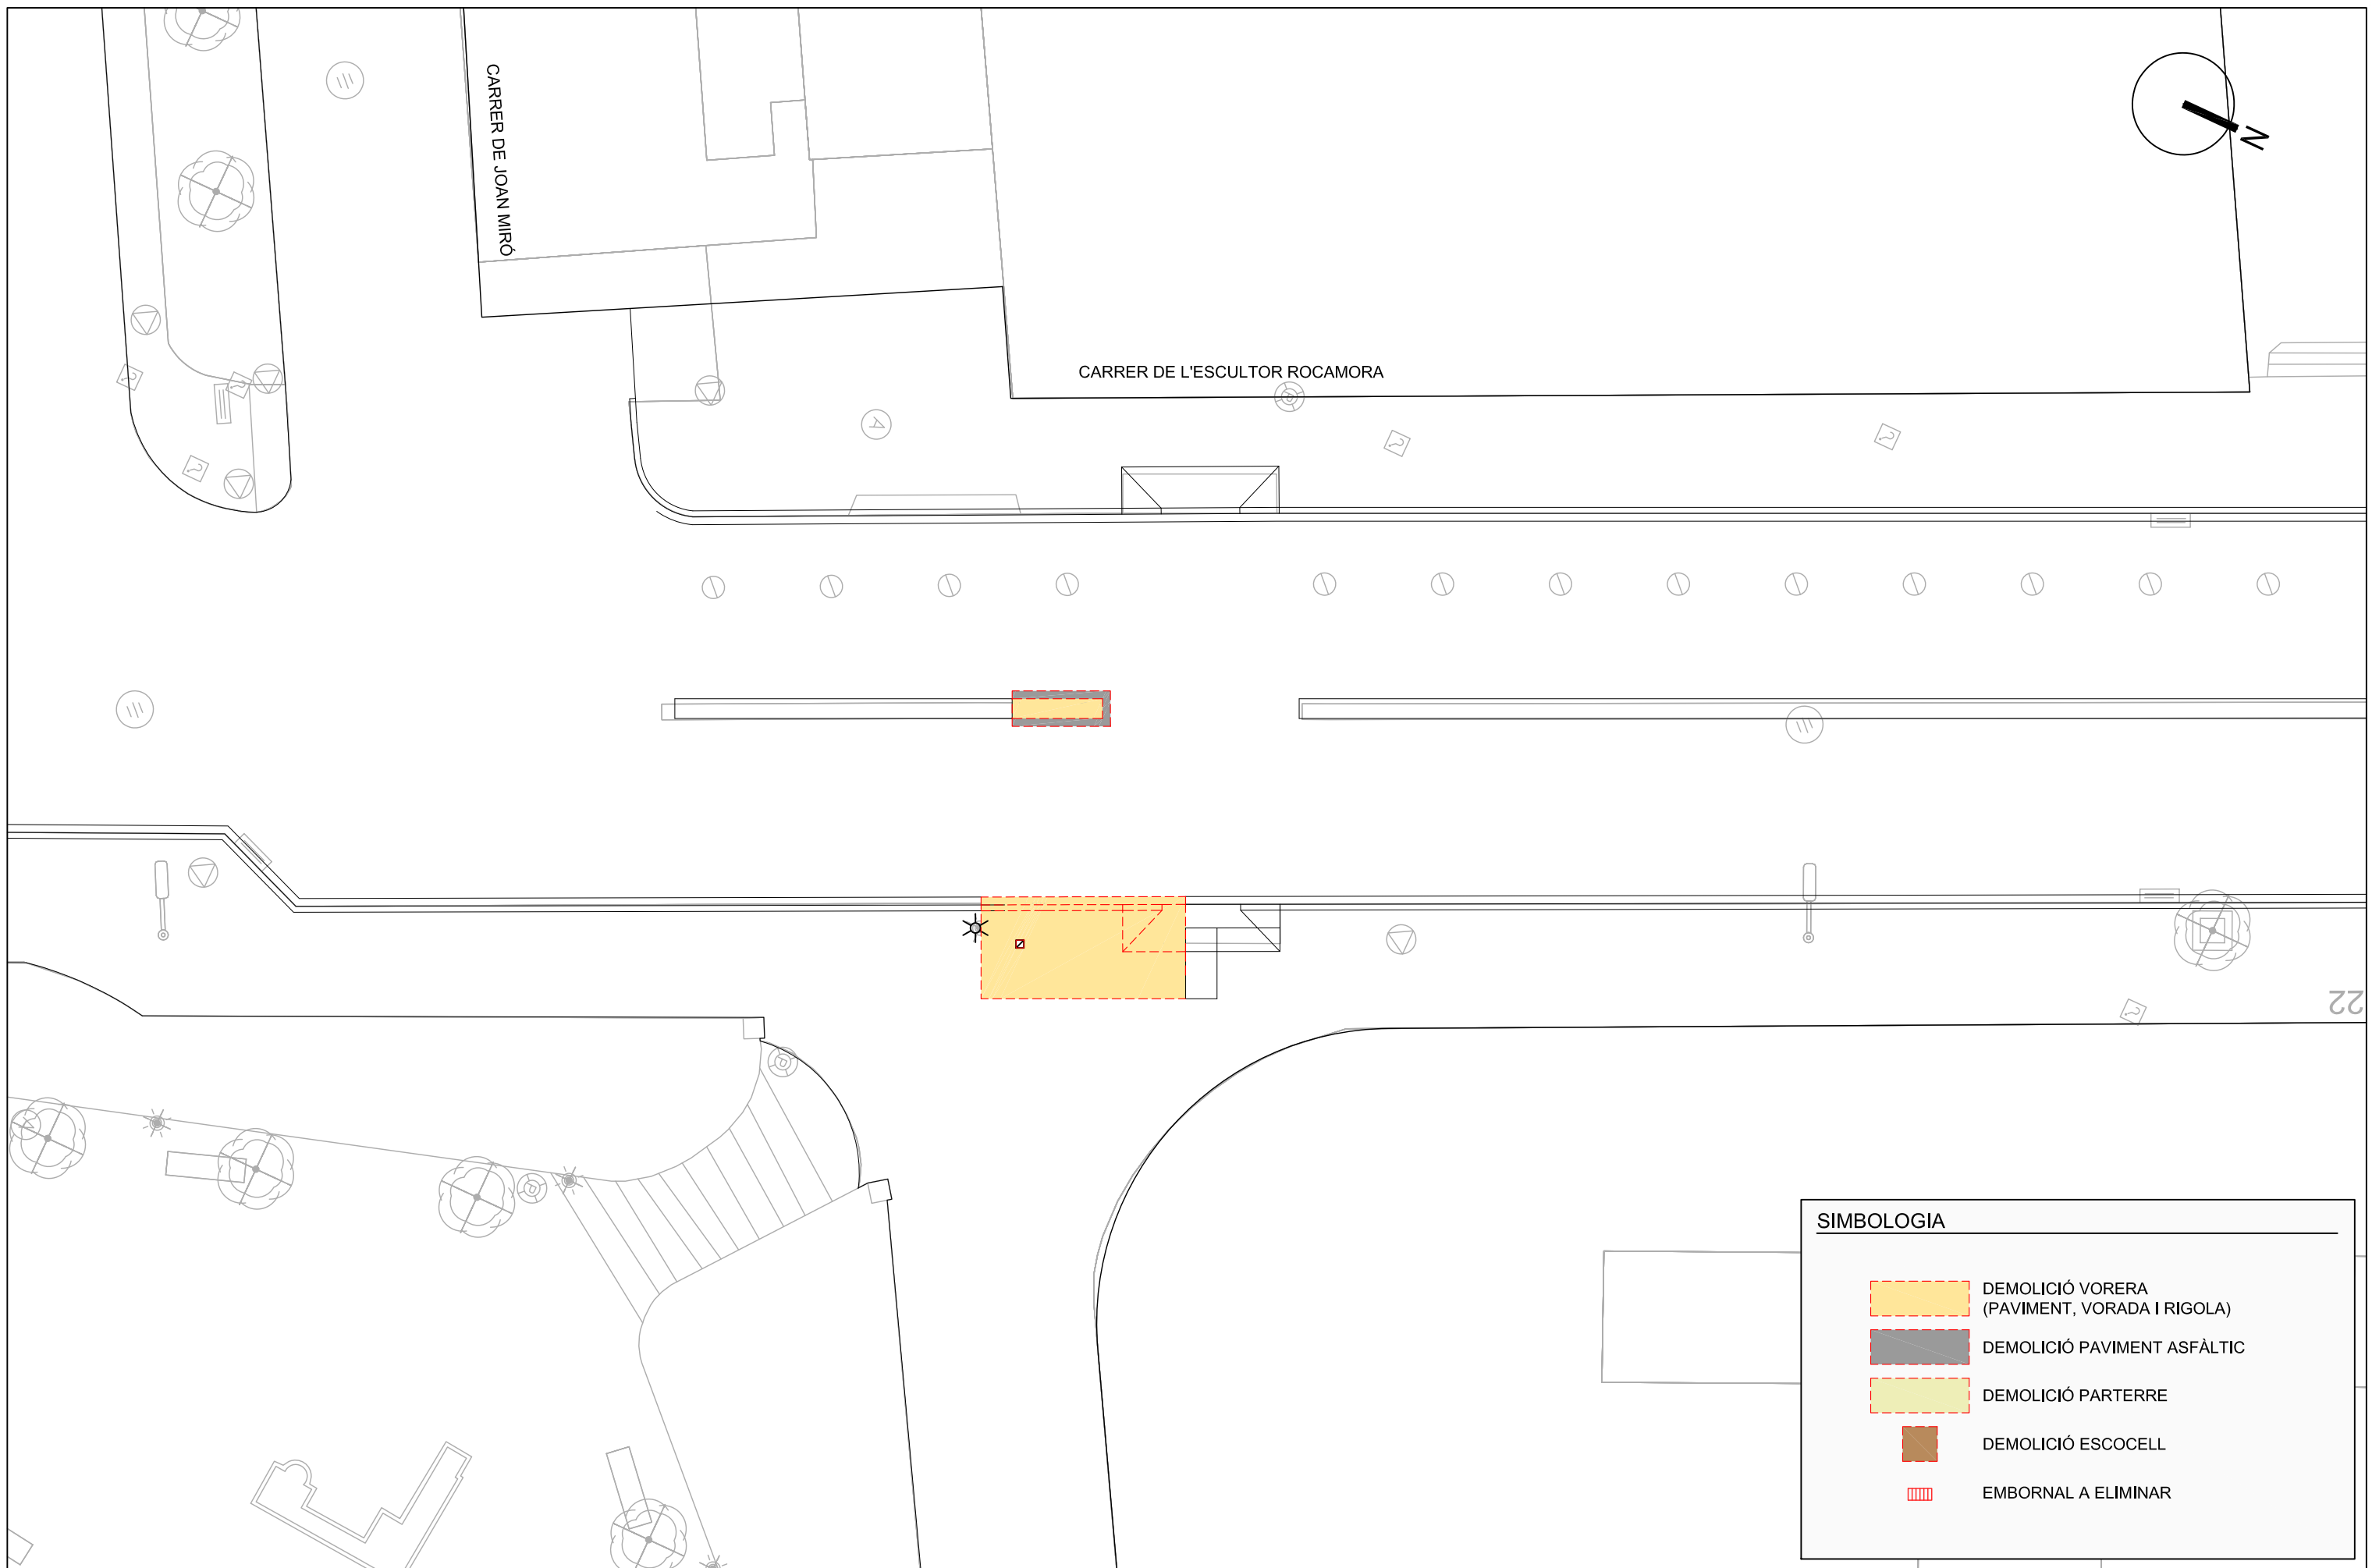 CARRER DE JOAN MIRÓ
N
CARRER DE L'ESCULTOR ROCAMORA
A
22
SIMBOLOGIA
DEMOLICIÓ VORERA
(PAVIMENT, VORADA I RIGOLA)
DEMOLICIÓ PAVIMENT ASFÀLTIC
DEMOLICIÓ PARTERRE
DEMOLICIÓ ESCOCELL
EMBORNAL A ELIMINAR